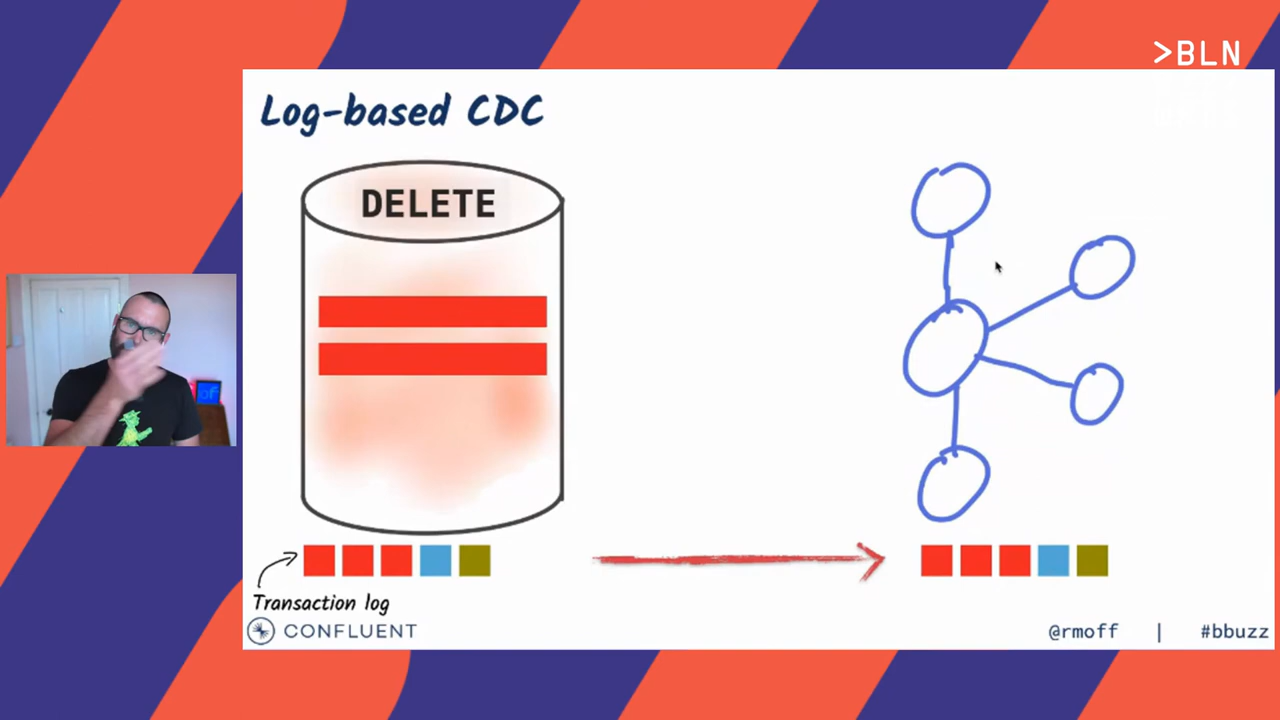 >BLN
Log-based CDC
DELETE
Transaction log
CONFLUENT
@rmoff | #bbuzz